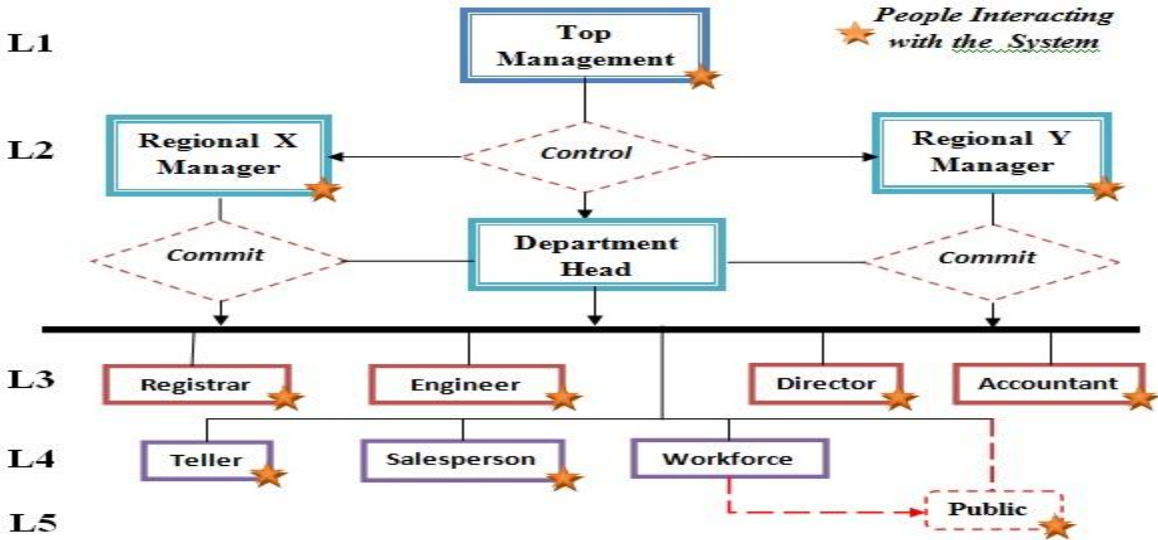 L1
Top
Management
People Interacting
with the System
L2
Regional X
Manager
Control
Regional Y
Manager
Commit
Department
Head
Commit
L3
Registrar
Engineer
Director
Accountant
L4
Teller
Salesperson
Workforce
L5
Public